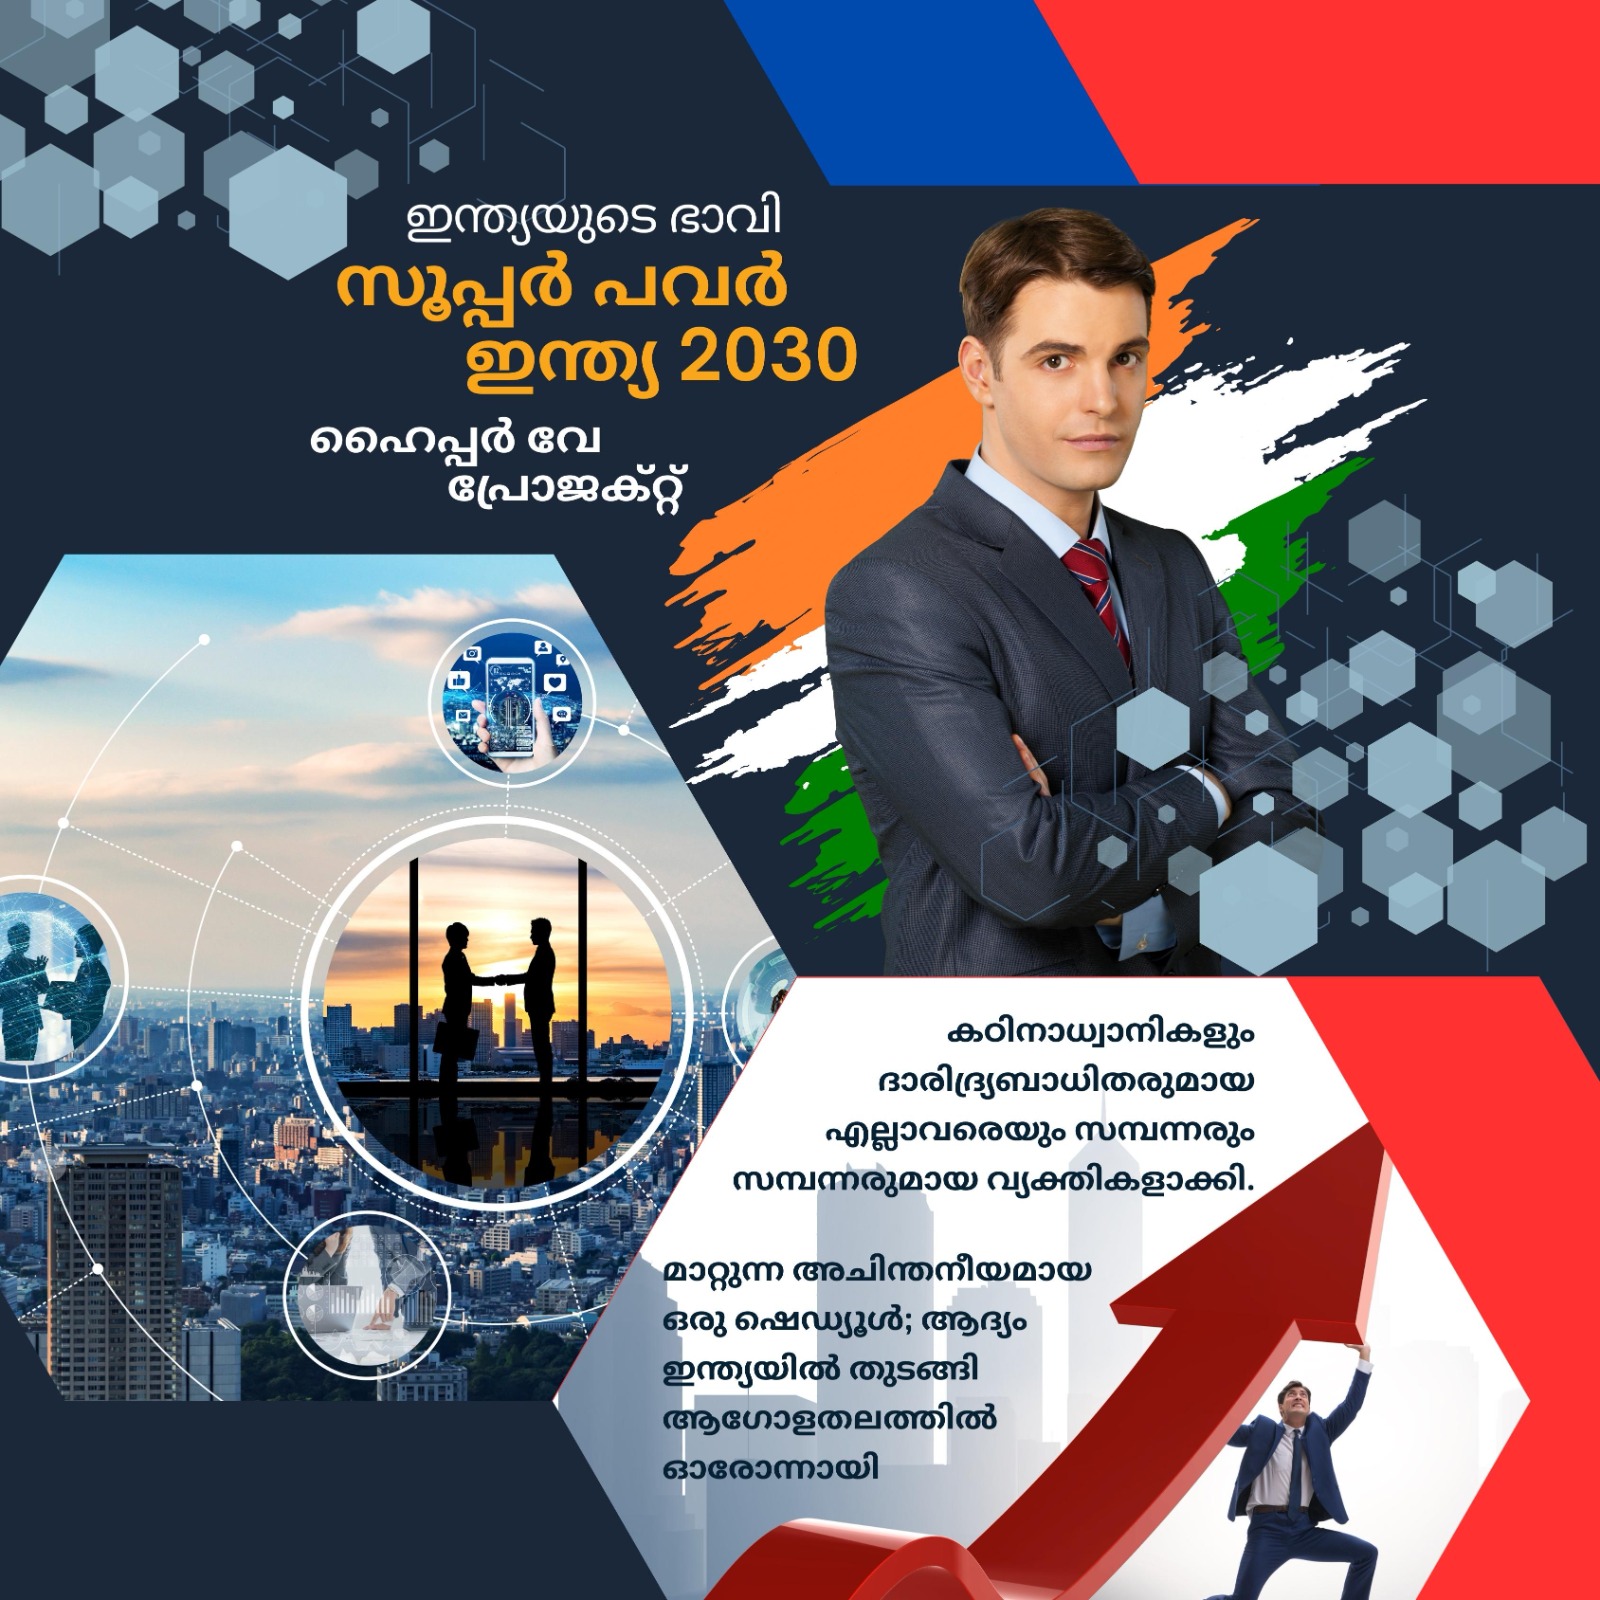 ഇന്ത്യയുടെ ഭാവി
സൂപ്പർ പവർ
ഇന്ത്യ 2030
ഹൈപ്പർ വേ
പ്രോജക്റ്റ്
കഠിനാധ്വാനികളും
ദാരിദ്ര്യബാധിതരുമായ
എല്ലാവരെയും സമ്പന്നരും
സമ്പന്നരുമായ വ്യക്തികളാക്കി.
മാറ്റുന്ന അചിന്തനീയമായ
ഒരു ഷെഡ്യൂൾ; ആദ്യം
ഇന്ത്യയിൽ തുടങ്ങി
ആഗോളതലത്തിൽ
ഓരോന്നായി